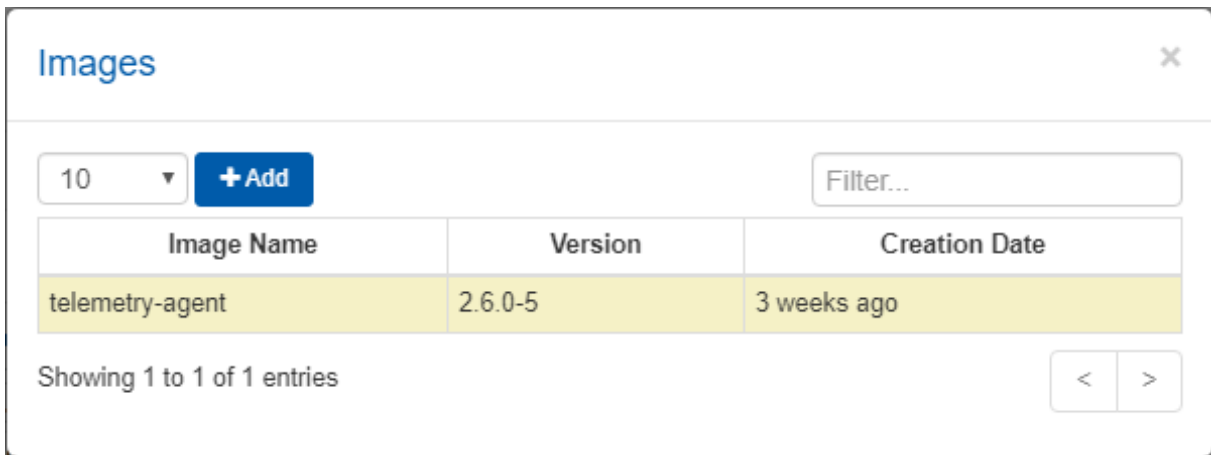 Images ×
10 ▼ +Add Filter...
Image Name Version Creation Date
telemetry-agent 2.6.0-5 3 weeks ago
Showing 1 to 1 of 1 entries < >